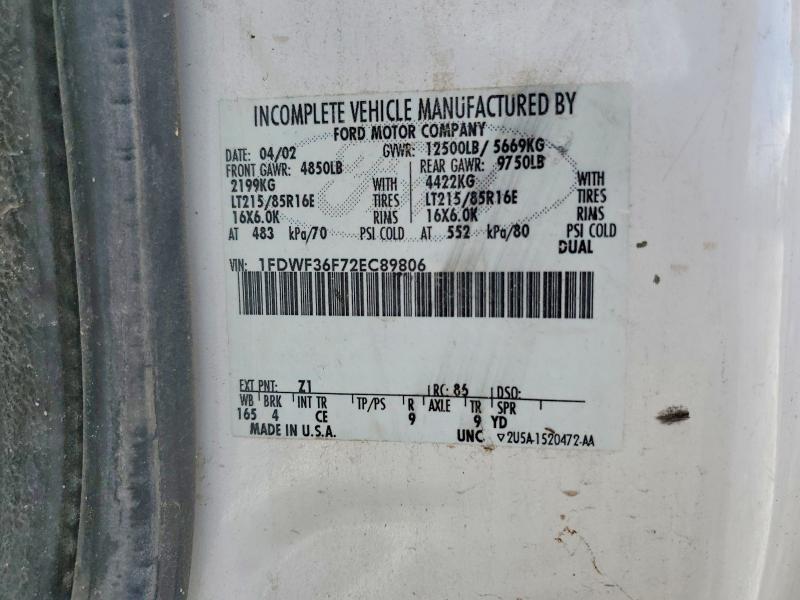 INCOMPLETE VEHICLE MANUFACTURED BY
FORD MOTOR COMPANY
DATE: 04/02 GVWR: 12500LB/ 5669KG
FRONT GAWR: 4850LB REAR GAWR: 9750LB
2199KG WITH 4422KG WITH
LT215/85R16E TIRES LT215/85R16E TIRES
16X6.0K RIMS 16X6.0K RIMS
AT 483 kPa/70 PSI COLD AT 552 kPa/80 PSI COLD
DUAL
VIN: 1FDWF36F72EC89806
EXT PNT: Z1 RC: 85 DSO:
WB BRK INT TR TP/PS R AXLE TR SPR
165 4 CE 9 9 YD
MADE IN U.S.A. UNC ▽2U5A-1520472-AA